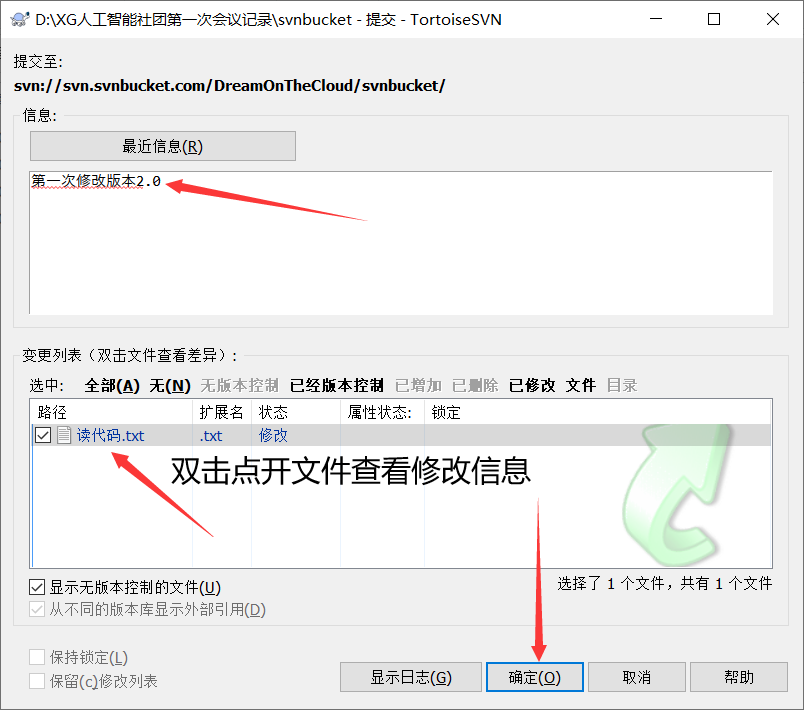 D:\XG人工智能社团第一次会议记录\svnbucket - 提交 - TortoiseSVN
提交至:
svn://svn.svnbucket.com/DreamOnTheCloud/svnbucket/
信息:
最近信息(R)
第一次修改版本2.0
变更列表（双击文件查看差异）:
选中: 全部(A) 无(N) 无版本控制 已经版本控制 已增加 已删除 已修改 文件 目录
路径 扩展名 状态 属性状态: 锁定
读代码.txt .txt 修改
双击点开文件查看修改信息
显示无版本控制的文件(U) 选择了 1 个文件，共有 1 个文件
从不同的版本库显示外部引用(D)
保持锁定(L)
保留(c)修改列表
显示日志(G) 确定(O) 取消 帮助